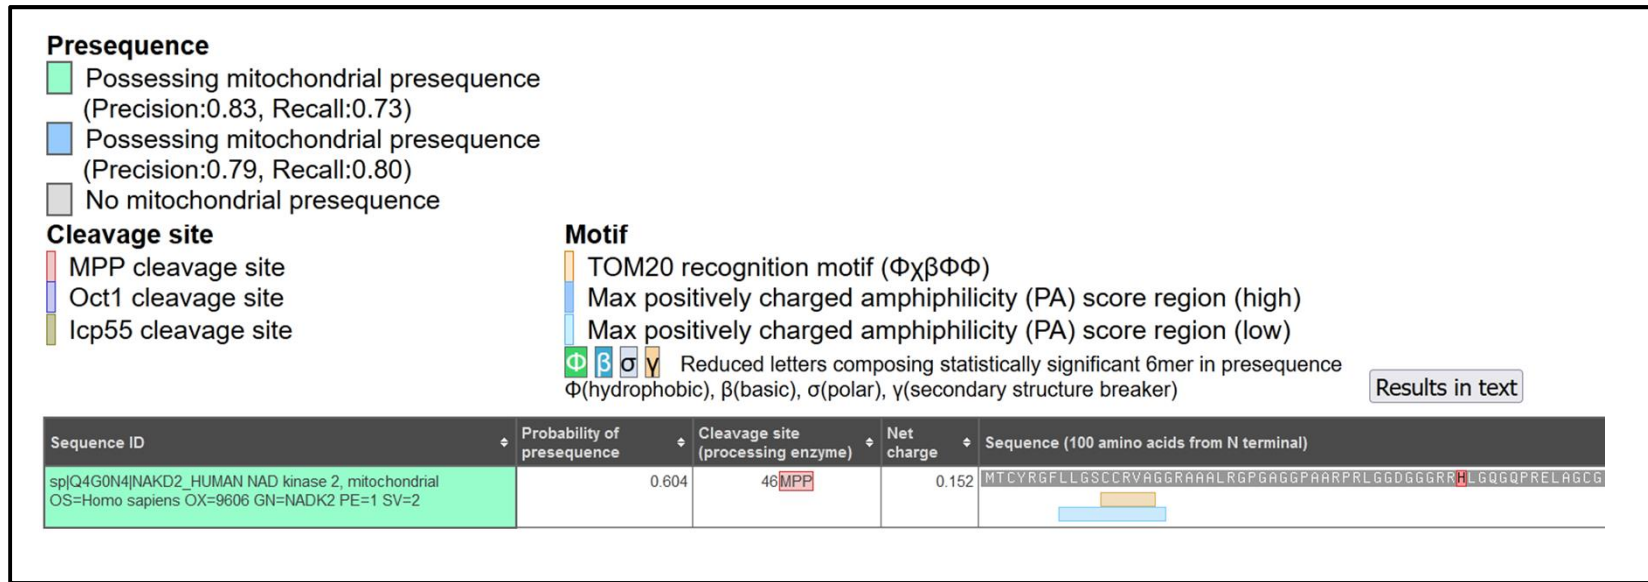 Presequence
Possessing mitochondrial presequence
(Precision:0.83, Recall:0.73)
Possessing mitochondrial presequence
(Precision:0.79, Recall:0.80)
No mitochondrial presequence
Cleavage site
MPP cleavage site
Oct1 cleavage site
Icp55 cleavage site
Motif
TOM20 recognition motif (ΦχβΦΦ)
Max positively charged amphiphilicity (PA) score region (high)
Max positively charged amphiphilicity (PA) score region (low)
Φ β σ γ Reduced letters composing statistically significant 6mer in presequence
Φ(hydrophobic), β(basic), σ(polar), γ(secondary structure breaker)
Results in text
Sequence ID
Probability of
presequence
Cleavage site
(processing enzyme)
Net
charge
Sequence (100 amino acids from N terminal)
sp|Q4G0N4|NAKD2_HUMAN NAD kinase 2, mitochondrial
OS=Homo sapiens OX=9606 GN=NADK2 PE=1 SV=2
0.604
46 MPP
0.152
MTCYRGFLLGSCCRVAGGRAAALRGPGAGGPAARPRLGGDGGGRRHLGQGQPRELAGCG